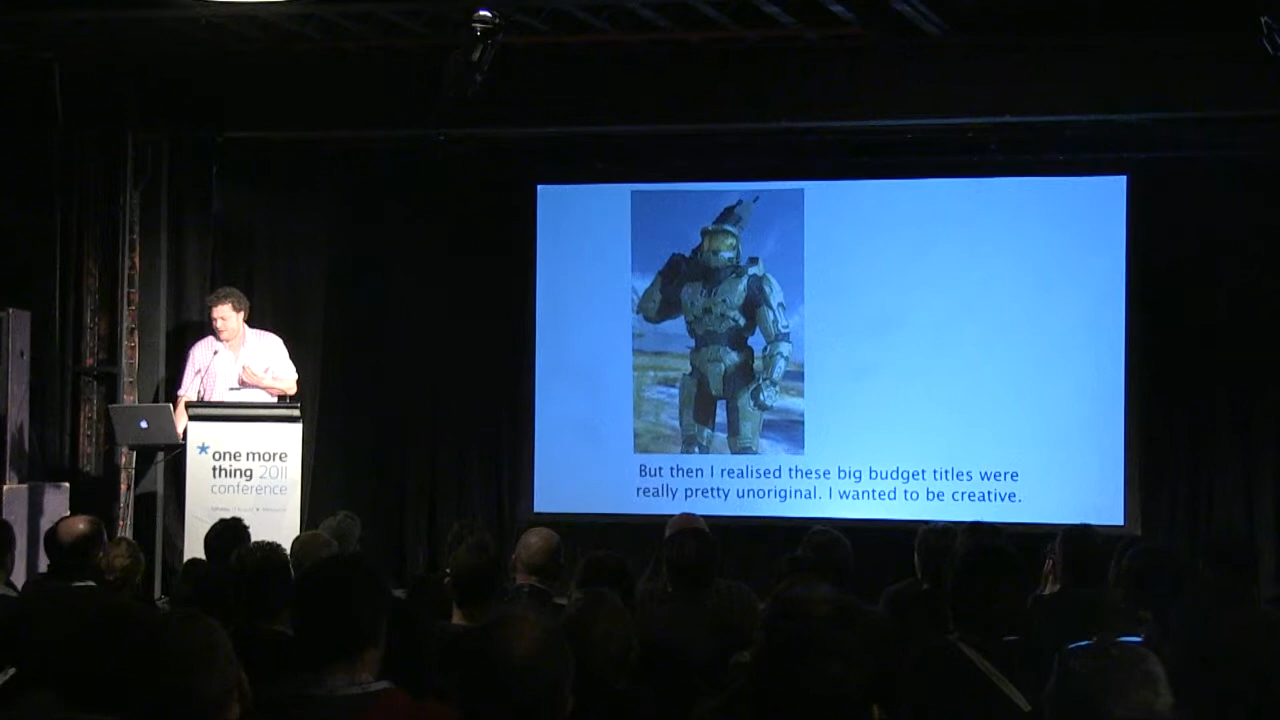 But then I realised these big budget titles were
really pretty unoriginal. I wanted to be creative.
*one more
thing 2011
conference